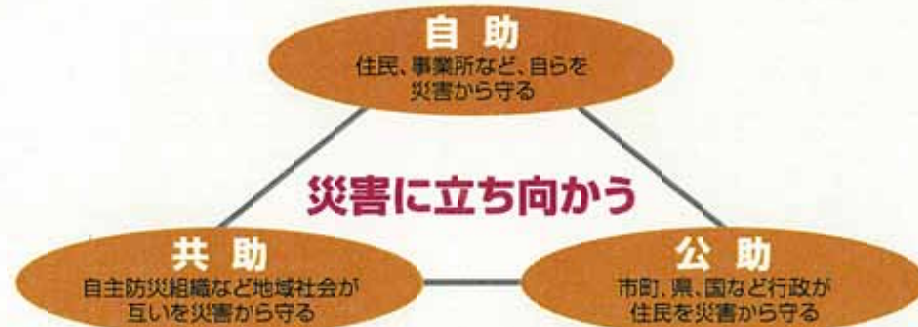 自助
住民、事業所など、自らを
災害から守る
災害に立ち向かう
共助
自主防災組織など地域社会が
互いを災害から守る
公助
市町、県、国など行政が
住民を災害から守る